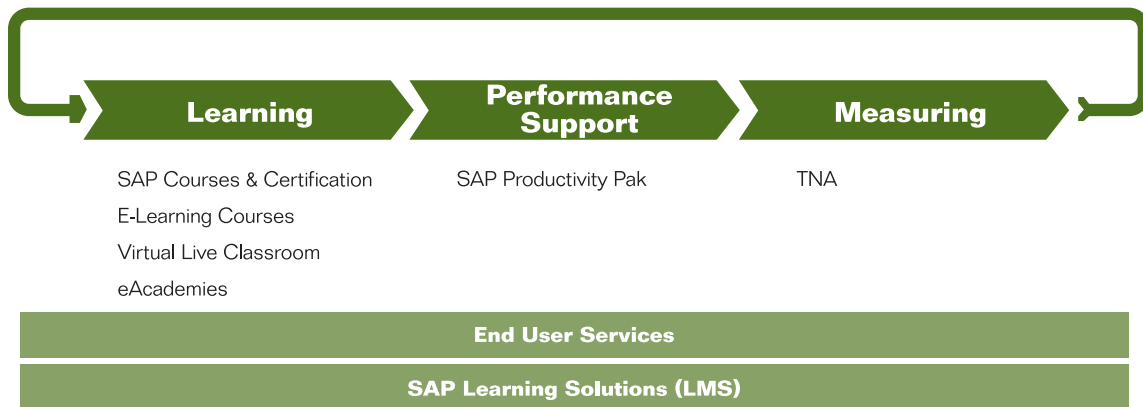 Learning
Performance
Support
Measuring
SAP Courses & Certification
E-Learning Courses
Virtual Live Classroom
eAcademies
SAP Productivity Pak
TNA
End User Services
SAP Learning Solutions (LMS)